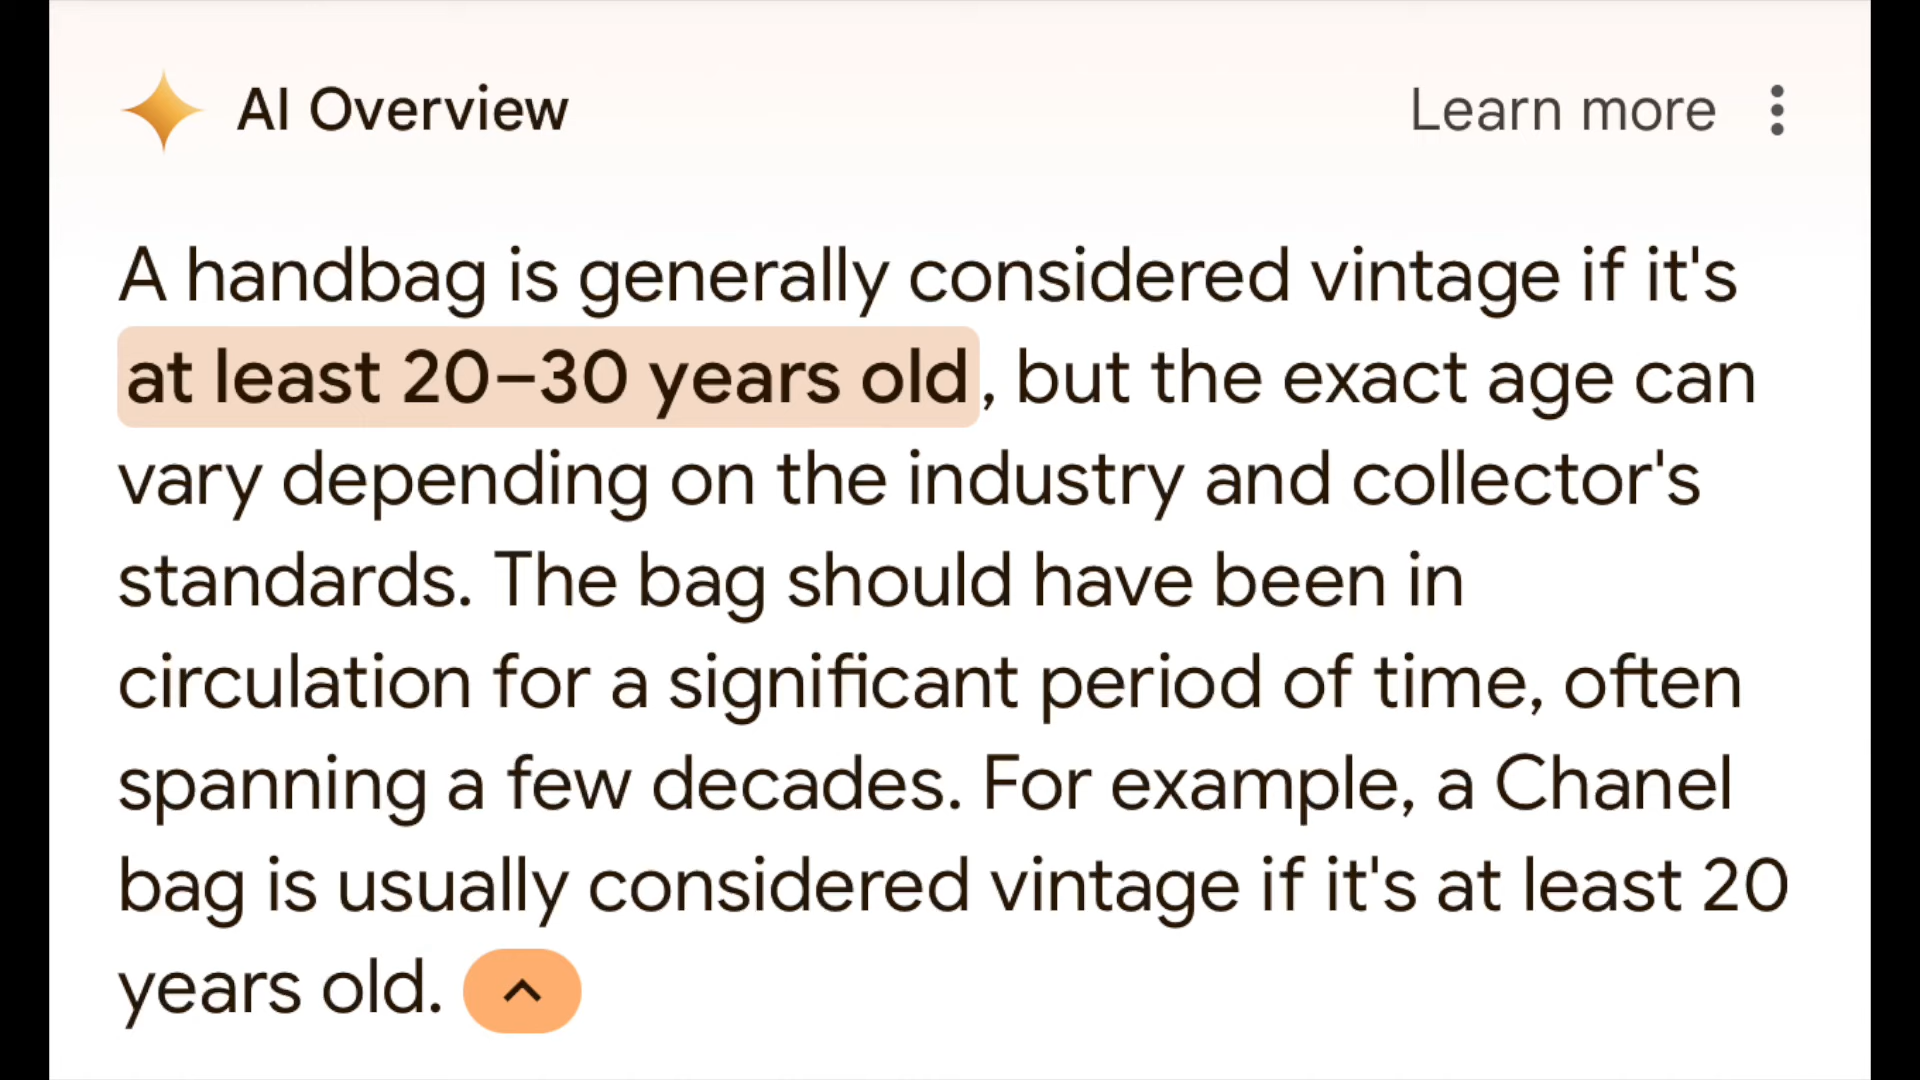 AI Overview
Learn more
A handbag is generally considered vintage if it's
at least 20–30 years old, but the exact age can
vary depending on the industry and collector's
standards. The bag should have been in
circulation for a significant period of time, often
spanning a few decades. For example, a Chanel
bag is usually considered vintage if it's at least 20
years old.